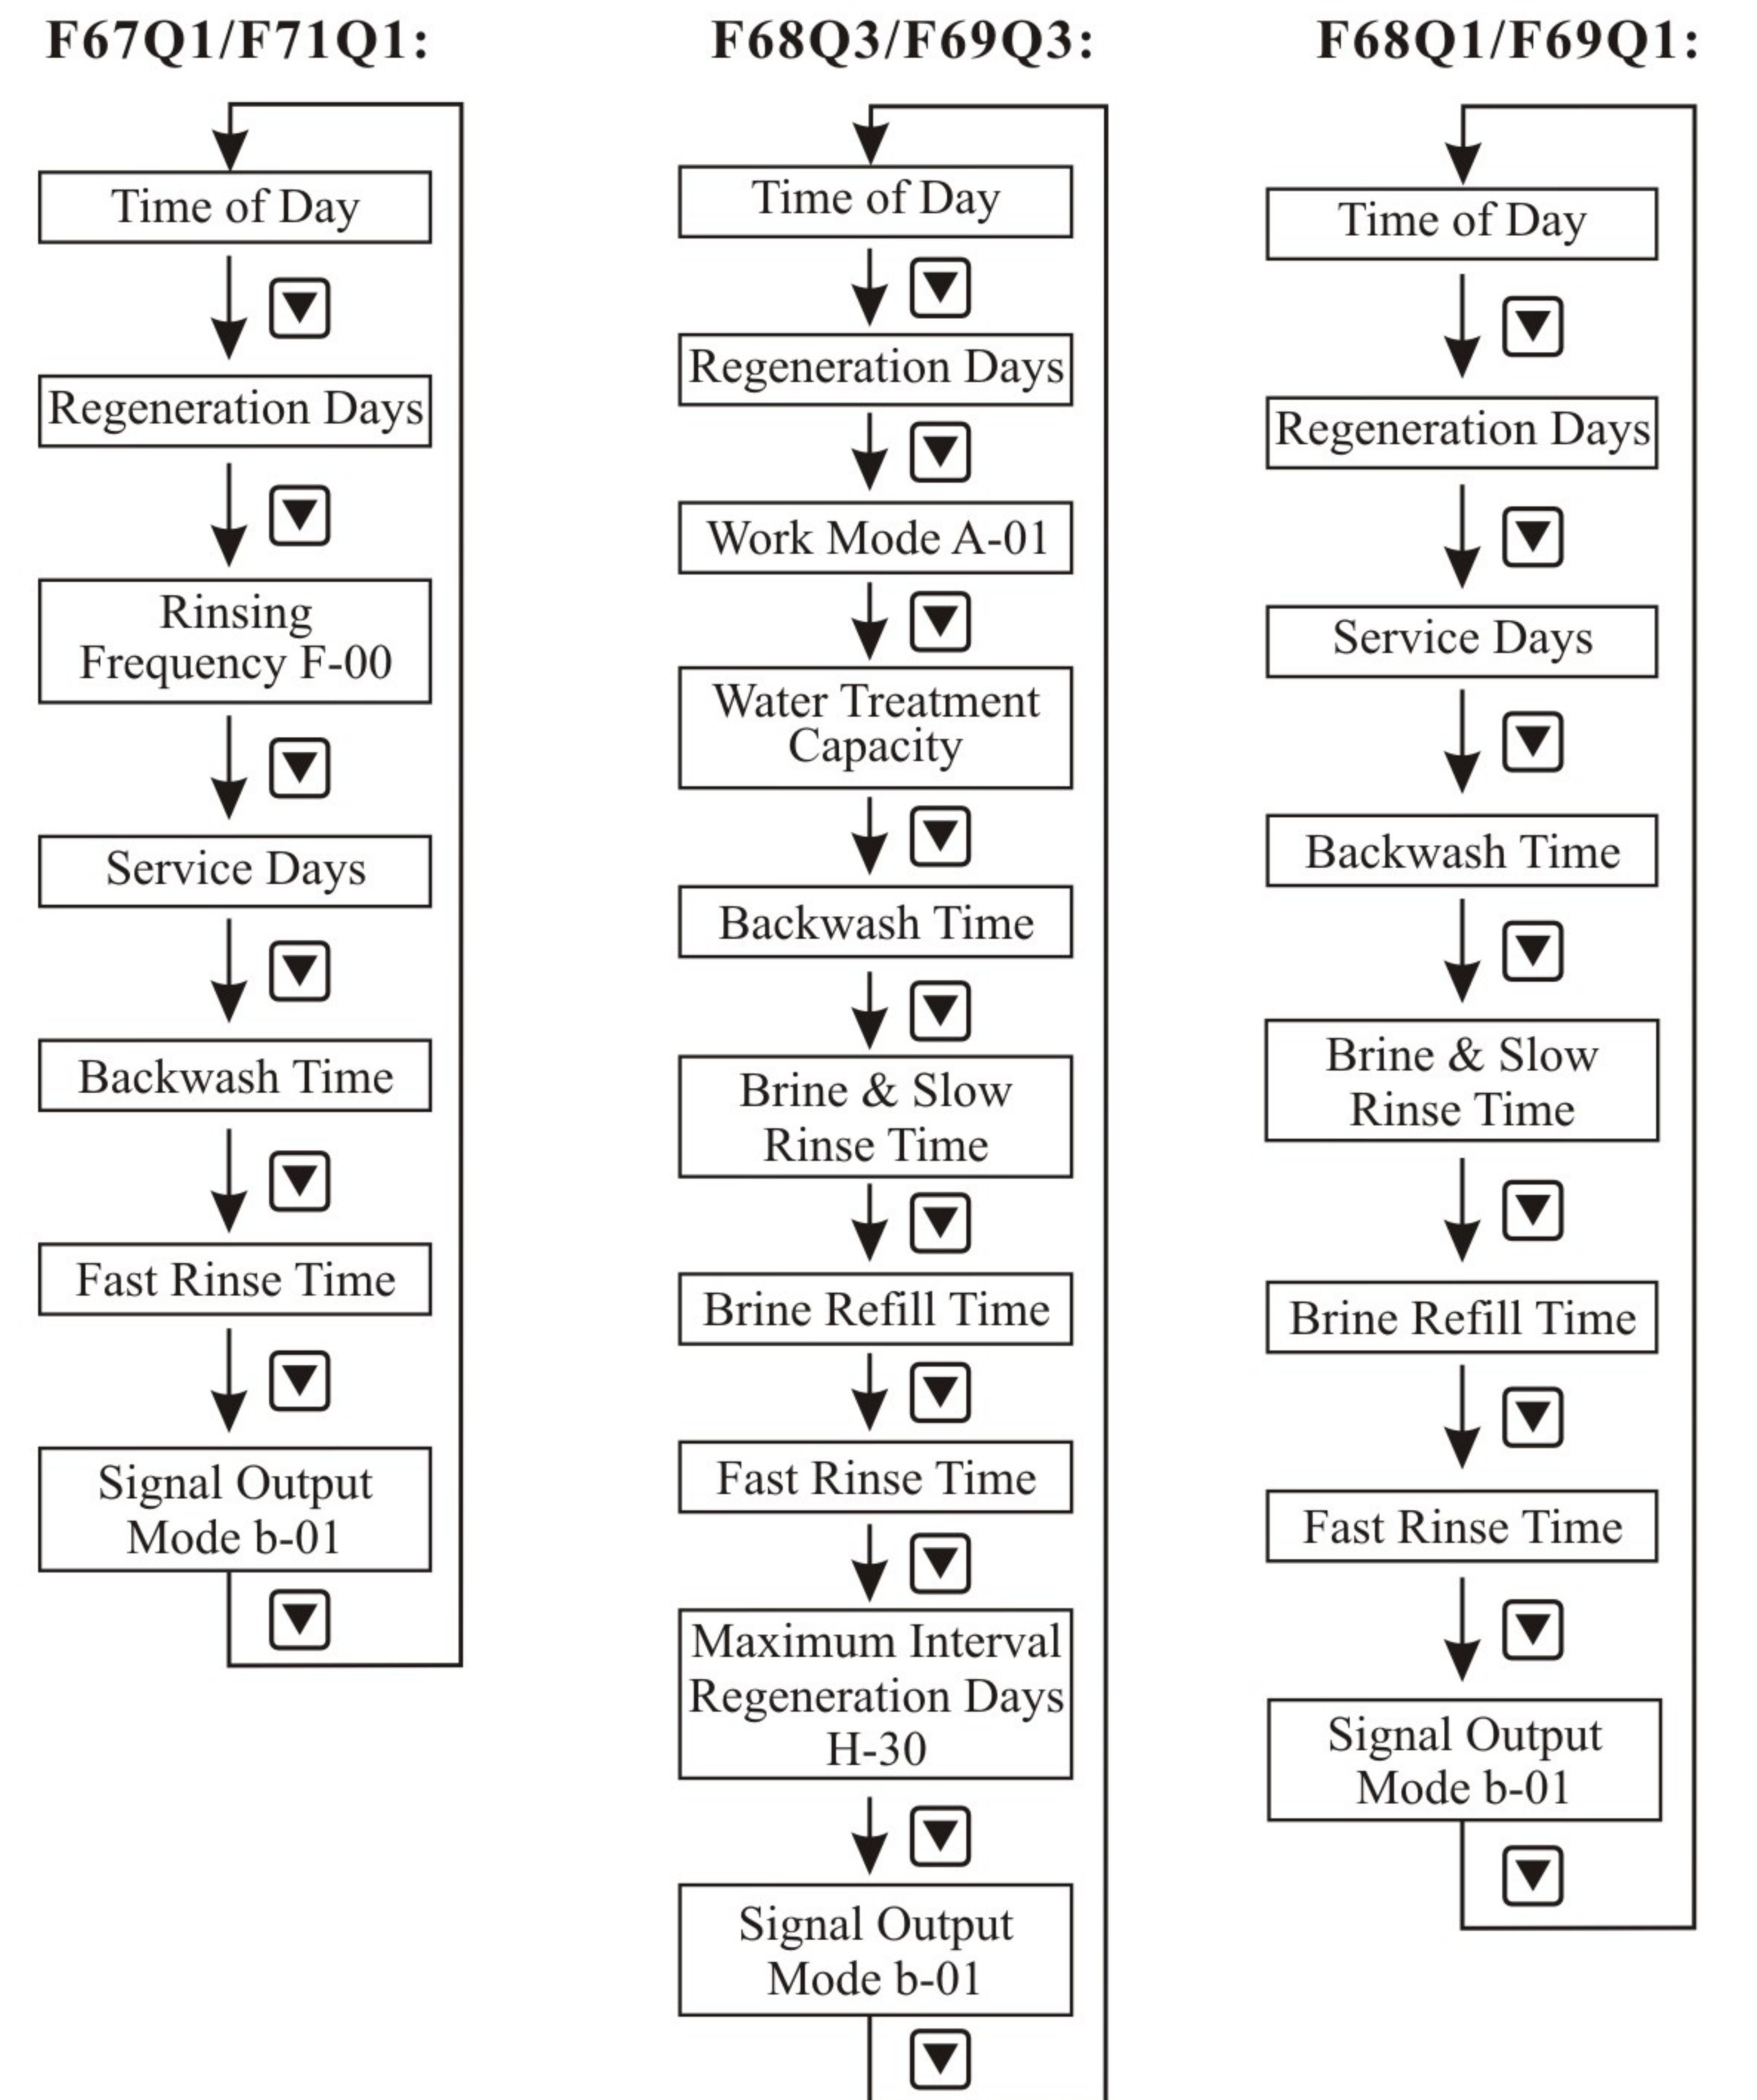 F67Q1/F71Q1:
Time of Day
Regeneration Days
Rinsing
Frequency F-00
Service Days
Backwash Time
Fast Rinse Time
Signal Output
Mode b-01
F68Q3/F69Q3:
Time of Day
Regeneration Days
Work Mode A-01
Water Treatment
Capacity
Backwash Time
Brine & Slow
Rinse Time
Brine Refill Time
Fast Rinse Time
Maximum Interval
Regeneration Days
H-30
Signal Output
Mode b-01
F68Q1/F69Q1:
Time of Day
Regeneration Days
Service Days
Backwash Time
Brine & Slow
Rinse Time
Brine Refill Time
Fast Rinse Time
Signal Output
Mode b-01